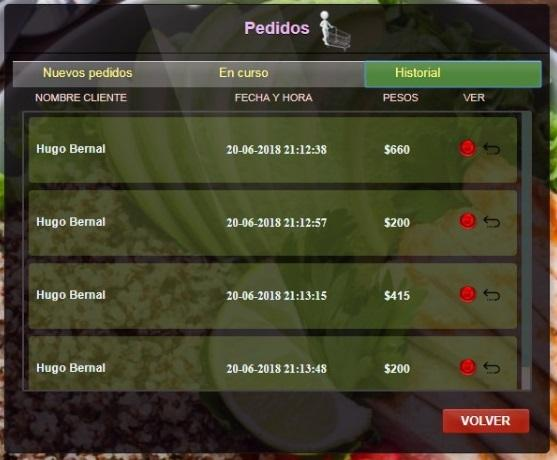 Pedidos
Nuevos pedidos En curso Historial
NOMBRE CLIENTE FECHA Y HORA PESOS VER
Hugo Bernal 20-06-2018 21:12:38 $660
Hugo Bernal 20-06-2018 21:12:57 $200
Hugo Bernal 20-06-2018 21:13:15 $415
Hugo Bernal 20-06-2018 21:13:48 $200
VOLVER